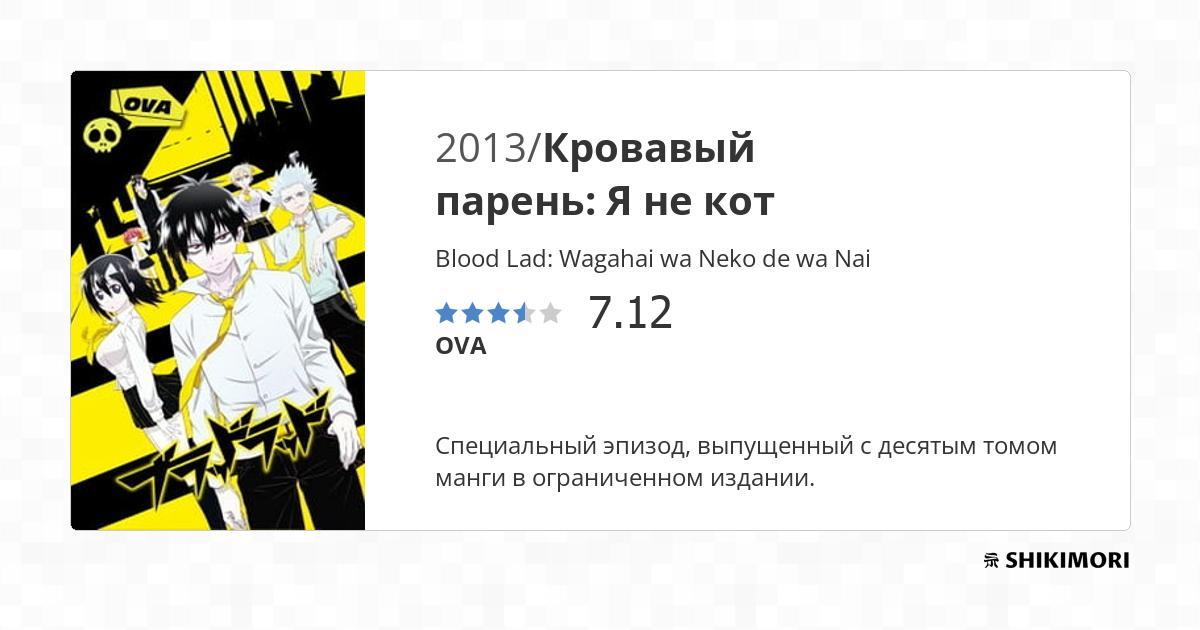 OVA
2013/Кровавый
парень: Я не кот
Blood Lad: Wagahai wa Neko de wa Nai
7.12
OVA
Специальный эпизод, выпущенный с десятым томом
манги в ограниченном издании.
ブラッドラッド
SHIKIMORI